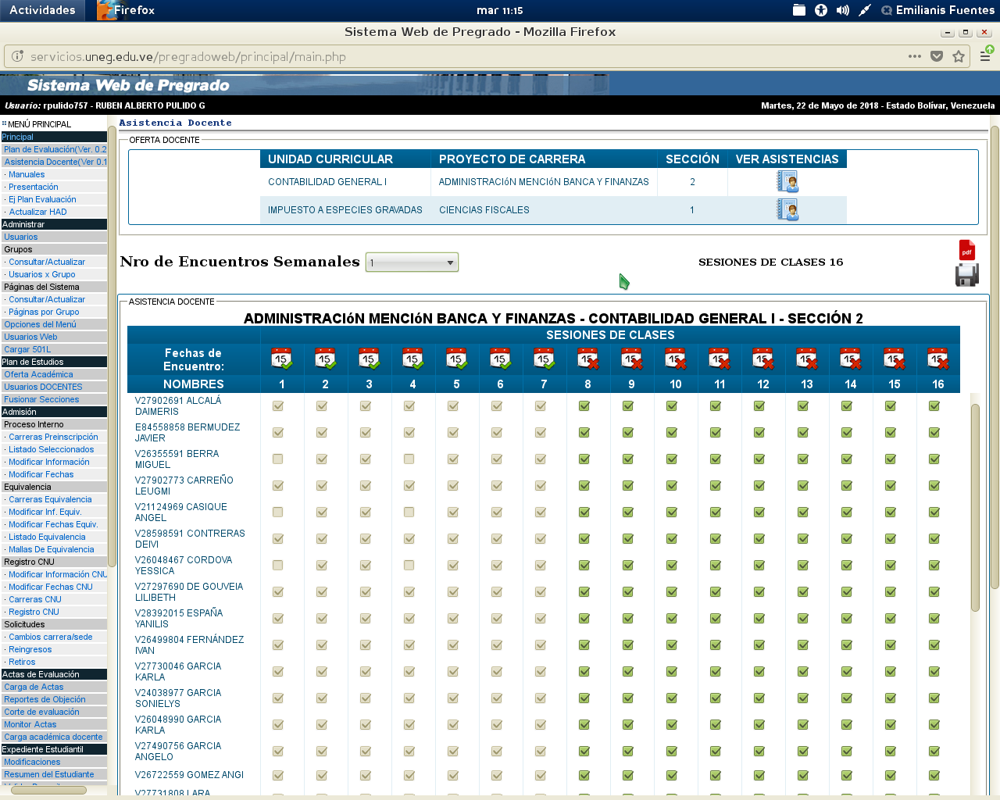 Actividades
Firefox
mar 11:15
Emilianis Fuentes
Sistema Web de Pregrado - Mozilla Firefox
servicios.uneg.edu.ve/pregradoweb/principal/main.php
Sistema Web de Pregrado
Usuario: rpulido757 - RUBEN ALBERTO PULIDO G
Martes, 22 de Mayo de 2018 - Estado Bolívar, Venezuela
MENÚ PRINCIPAL
Principal
Plan de Evaluación(Ver. 0.2
Asistencia Docente(Ver 0.1
· Manuales
· Presentación
· Ej Plan Evaluación
· Actualizar HAD
Administrar
Usuarios
Grupos
· Consultar/Actualizar
· Usuarios x Grupo
Páginas del Sistema
· Consultar/Actualizar
· Páginas por Grupo
Opciones del Menú
Usuarios Web
Cargar 501L
Plan de Estudios
Oferta Académica
Usuarios DOCENTES
Fusionar Secciones
Admisión
Proceso Interno
· Carreras Preinscripción
· Listado Seleccionados
· Modificar Información
· Modificar Fechas
Equivalencia
· Carreras Equivalencia
· Modificar Inf. Equiv.
· Modificar Fechas Equiv.
· Listado Equivalencia
· Mallas De Equivalencia
Registro CNU
· Modificar Información CNU
· Modificar Fechas CNU
· Carreras CNU
· Registro CNU
Solicitudes
· Cambios carrera/sede
· Reingresos
· Retiros
Actas de Evaluación
Carga de Actas
Reportes de Objeción
Corte de evaluación
Monitor Actas
Carga académica docente
Expediente Estudiantil
Modificaciones
Resumen del Estudiante
Asistencia Docente
OFERTA DOCENTE
UNIDAD CURRICULAR PROYECTO DE CARRERA SECCIÓN VER ASISTENCIAS
CONTABILIDAD GENERAL I ADMINISTRACIóN MENCIóN BANCA Y FINANZAS 2
IMPUESTO A ESPECIES GRAVADAS CIENCIAS FISCALES 1
Nro de Encuentros Semanales 1
SESIONES DE CLASES 16
pdf
ASISTENCIA DOCENTE
ADMINISTRACIóN MENCIóN BANCA Y FINANZAS - CONTABILIDAD GENERAL I - SECCIÓN 2
SESIONES DE CLASES
Fechas de
Encuentro:
15 15 15 15 15 15 15 15 15 15 15 15 15 15 15 15
NOMBRES 1 2 3 4 5 6 7 8 9 10 11 12 13 14 15 16
V27902691 ALCALÁ
DAIMERIS
E84558858 BERMUDEZ
JAVIER
V26355591 BERRA
MIGUEL
V27902773 CARREÑO
LEUGMI
V21124969 CASIQUE
ANGEL
V28598591 CONTRERAS
DEIVI
V26048467 CORDOVA
YESSICA
V27297690 DE GOUVEIA
LILIBETH
V28392015 ESPAÑA
YANILIS
V26499804 FERNÁNDEZ
IVAN
V27730046 GARCIA
KARLA
V24038977 GARCIA
SONIELYS
V26048990 GARCIA
KARLA
V27490756 GARCIA
ANGELO
V26722559 GOMEZ ANGI
V27731808 LARA